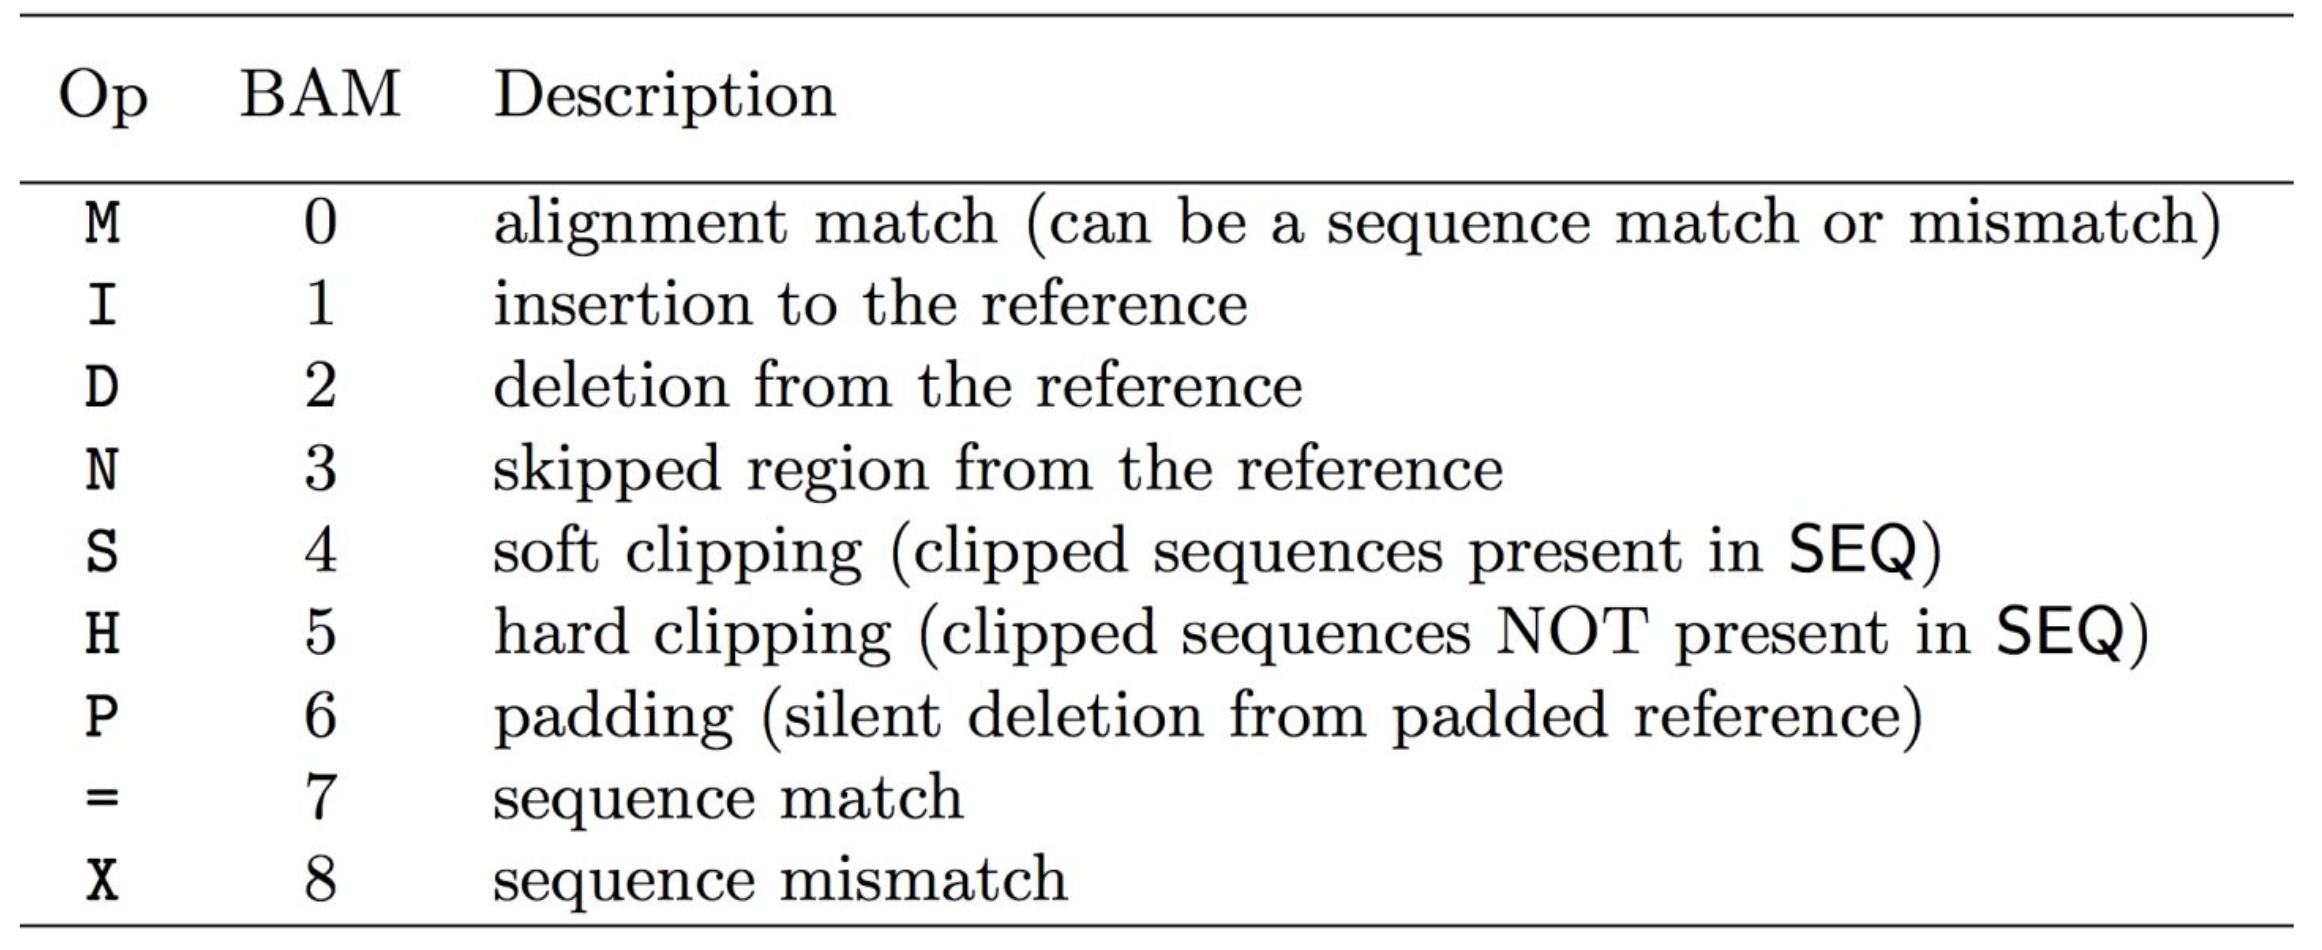 Op BAM Description
M 0 alignment match (can be a sequence match or mismatch)
I 1 insertion to the reference
D 2 deletion from the reference
N 3 skipped region from the reference
S 4 soft clipping (clipped sequences present in SEQ)
H 5 hard clipping (clipped sequences NOT present in SEQ)
P 6 padding (silent deletion from padded reference)
= 7 sequence match
X 8 sequence mismatch